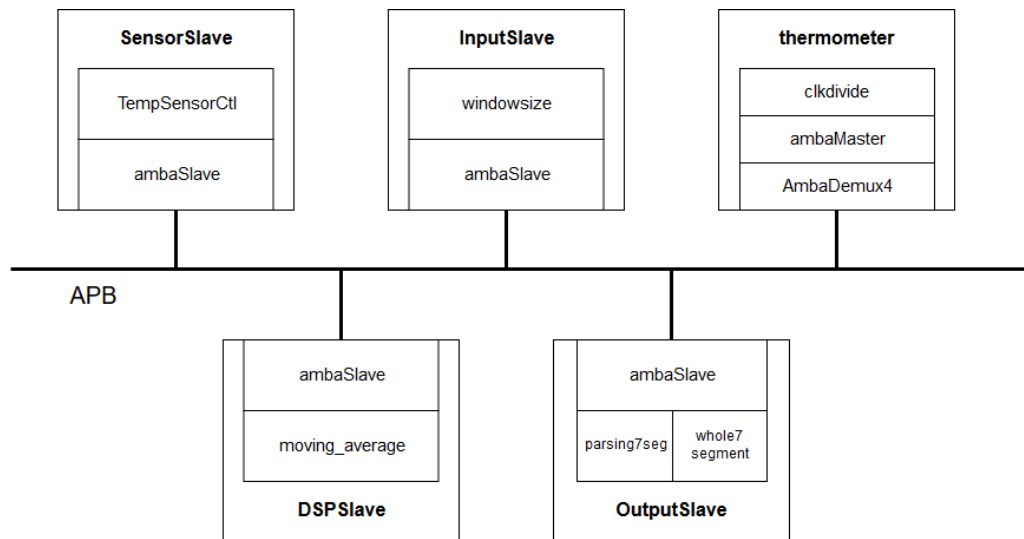 SensorSlave
TempSensorCtl
ambaSlave
InputSlave
windowsize
ambaSlave
thermometer
clkdivide
ambaMaster
AmbaDemux4
APB
ambaSlave
moving_average
DSPSlave
ambaSlave
parsing7seg
whole7
segment
OutputSlave